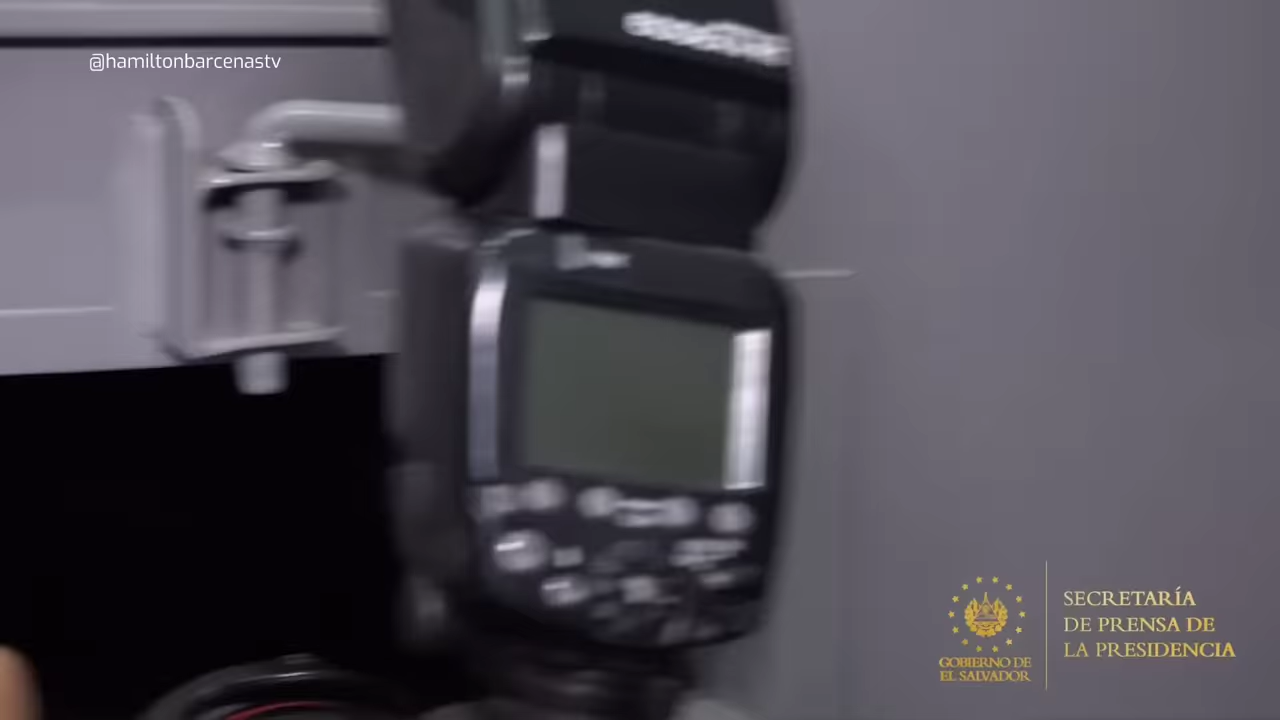 @hamiltonbarcenastv
SECRETARÍA
DE PRENSA DE
LA PRESIDENCIA
GOBIERNO DE
EL SALVADOR